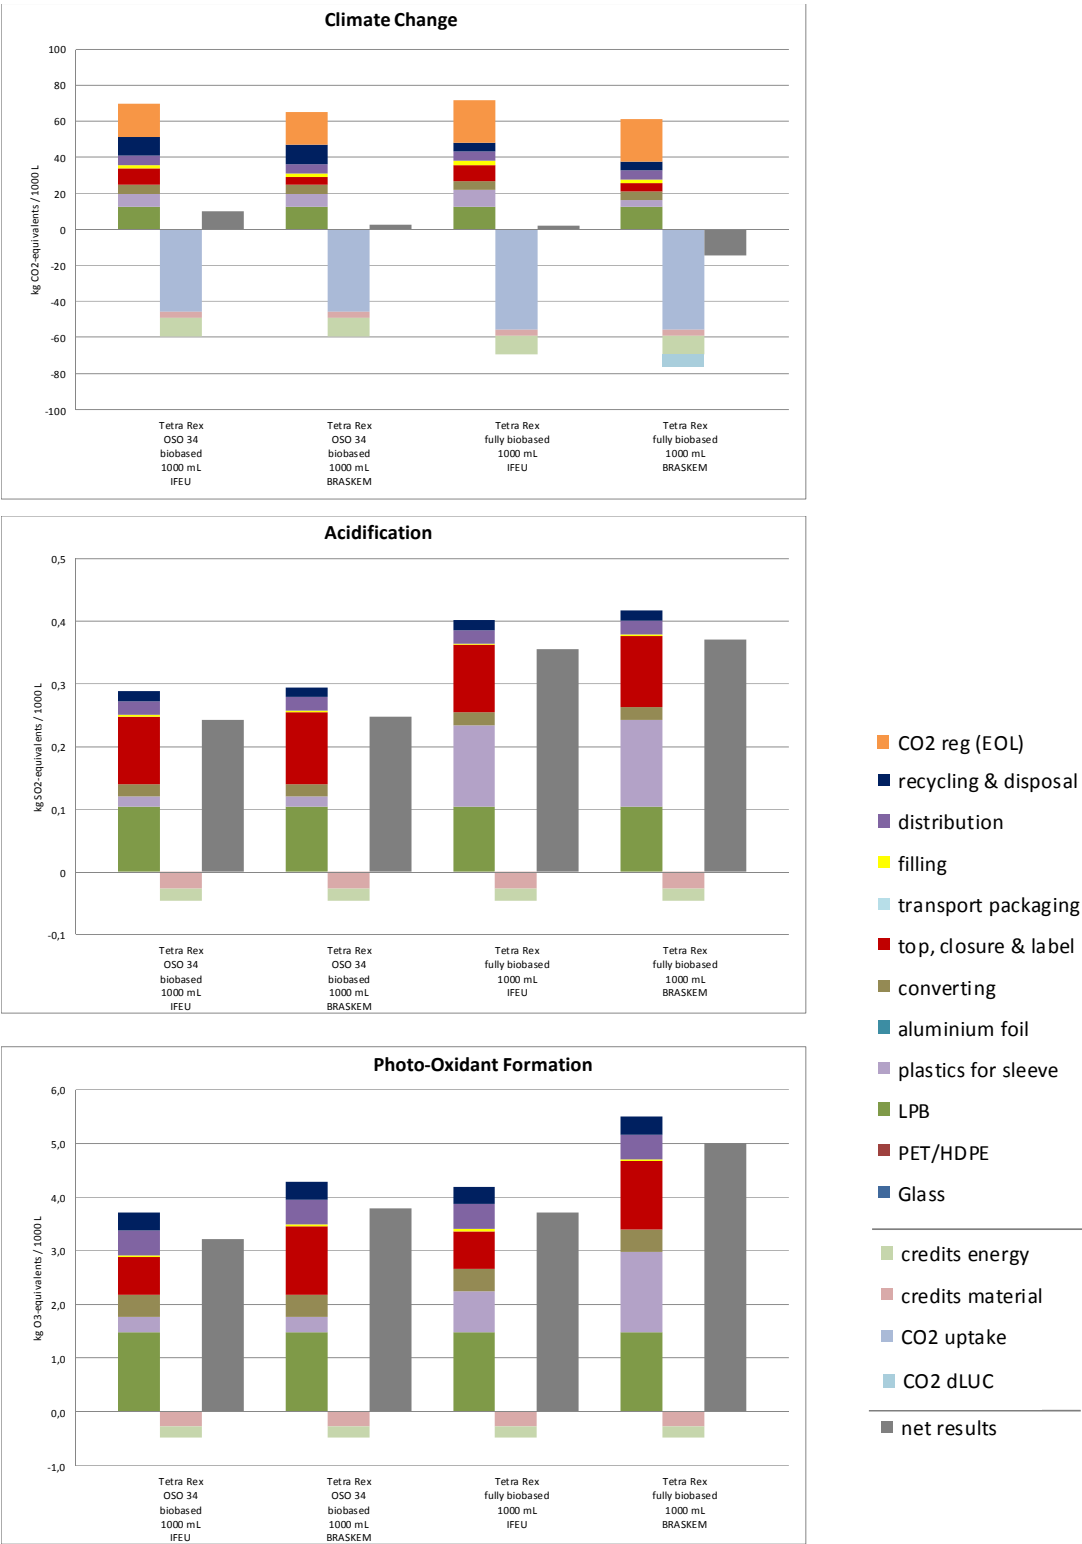 Climate Change
kg CO2-equivalents / 1000 L
100
80
60
40
20
0
-20
-40
-60
-80
-100
Tetra Rex
OSO 34
biobased
1000 mL
IFEU
Tetra Rex
OSO 34
biobased
1000 mL
BRASKEM
Tetra Rex
fully biobased
1000 mL
IFEU
Tetra Rex
fully biobased
1000 mL
BRASKEM
Acidification
kg SO2-equivalents / 1000 L
0,5
0,4
0,3
0,2
0,1
0
-0,1
Tetra Rex
OSO 34
biobased
1000 mL
IFEU
Tetra Rex
OSO 34
biobased
1000 mL
BRASKEM
Tetra Rex
fully biobased
1000 mL
IFEU
Tetra Rex
fully biobased
1000 mL
BRASKEM
Photo-Oxidant Formation
kg O3-equivalents / 1000 L
6,0
5,0
4,0
3,0
2,0
1,0
0,0
-1,0
Tetra Rex
OSO 34
biobased
1000 mL
IFEU
Tetra Rex
OSO 34
biobased
1000 mL
BRASKEM
Tetra Rex
fully biobased
1000 mL
IFEU
Tetra Rex
fully biobased
1000 mL
BRASKEM
CO2 reg (EOL)
recycling & disposal
distribution
filling
transport packaging
top, closure & label
converting
aluminium foil
plastics for sleeve
LPB
PET/HDPE
Glass
credits energy
credits material
CO2 uptake
CO2 dLUC
net results